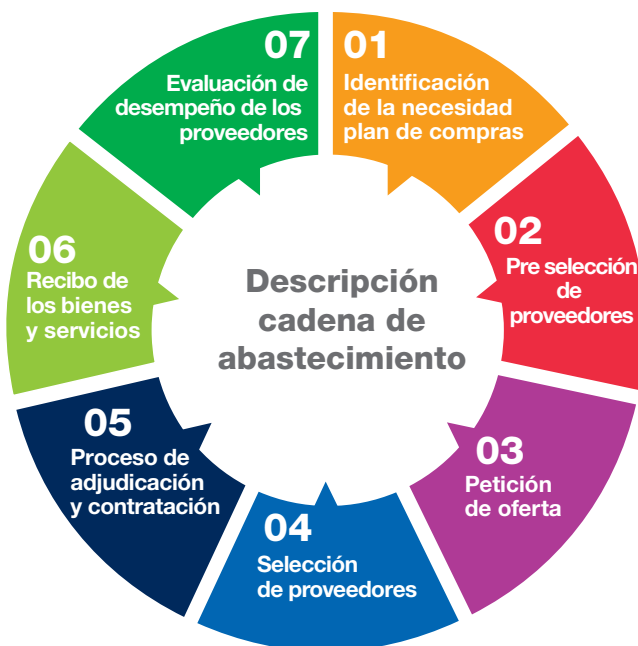 Descripción
cadena de
abastecimiento
01
Identificación
de la necesidad
plan de compras
02
Pre selección
de
proveedores
03
Petición
de oferta
04
Selección
de proveedores
05
Proceso de
adjudicación
y contratación
06
Recibo de
los bienes
y servicios
07
Evaluación de
desempeño de los
proveedores